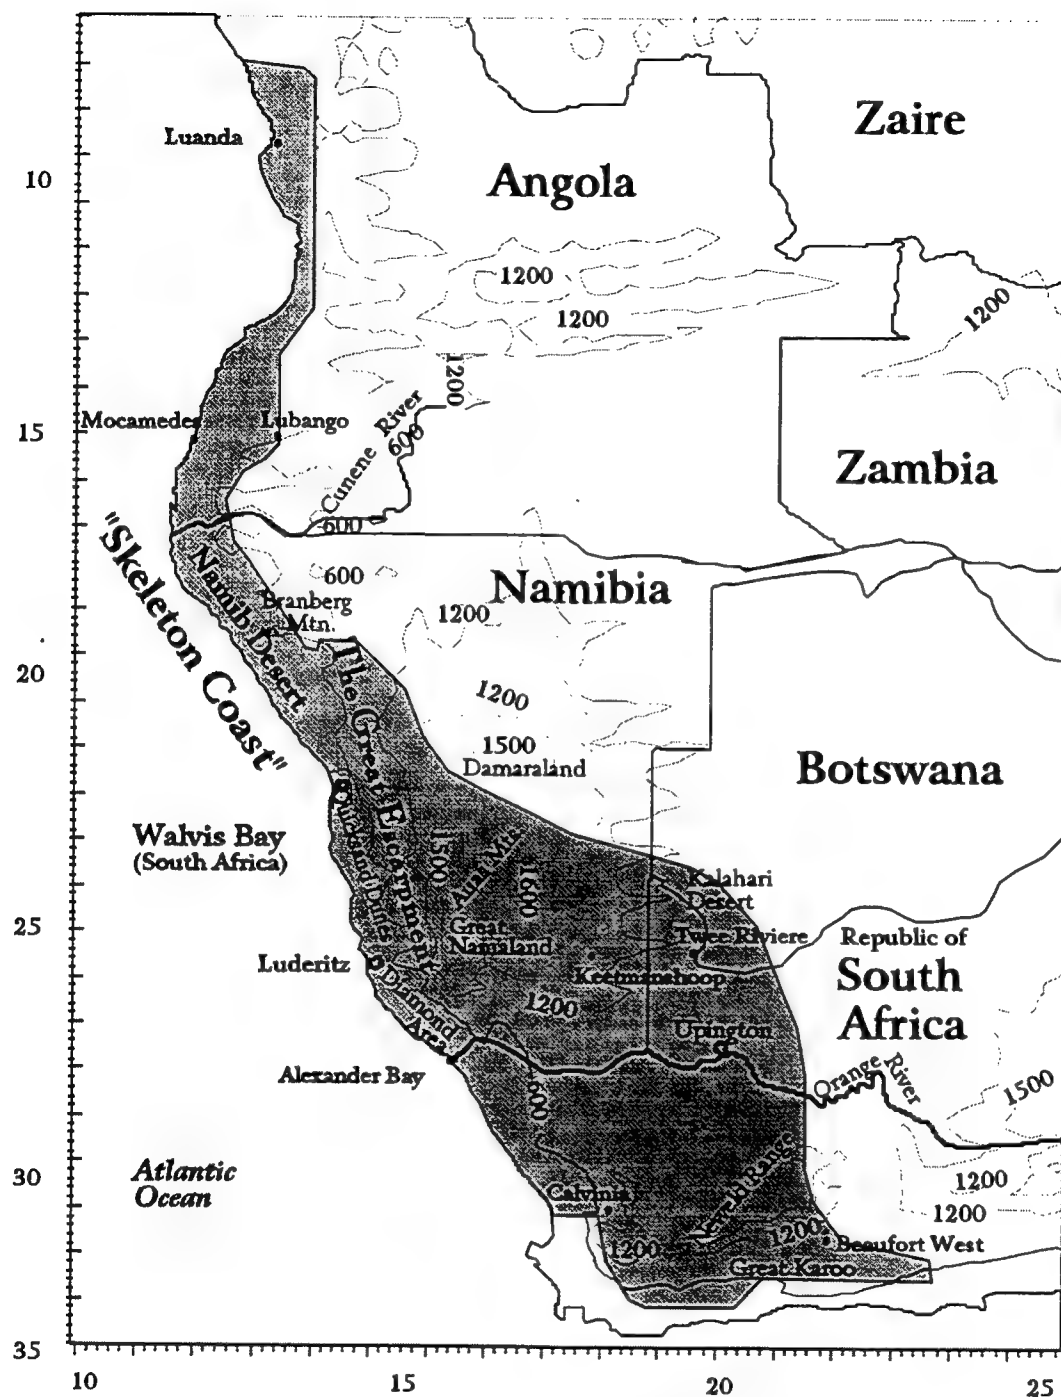 Zaire
Luanda
10
Angola
1200
1200
1200
1200
Mocamedes
Lubango
15
Cunene River
600
Zambia
600
"Skeleton Coast"
Namib Desert
600
Namibia
Branberg
Mtn.
1200
20
The Great Escarpment
1200
1500
Damaraland
Botswana
Walvis Bay
(South Africa)
Quicksand Dunes
1500
Auas Mts.
1600
Kalahari
Desert
25
Great
Namaland
Twee Riviere
Republic of
South
Africa
Luderitz
Keetmanshoop
Diamond
Area
1200
Upington
Alexander Bay
600
Orange River
1500
30
Atlantic
Ocean
Calvinia
1200
1200
1200
1200
Beaufort West
Great Karoo
35
10
15
20
25